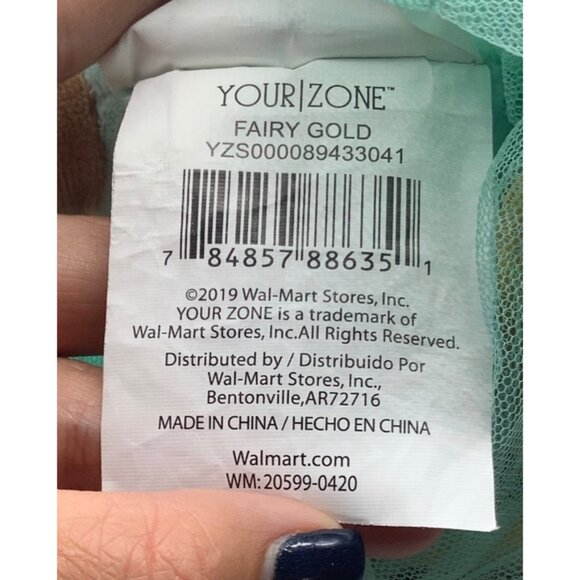 YOUR|ZONE™
FAIRY GOLD
YZS000089433041
7 84857 88635 1
©2019 Wal-Mart Stores, Inc.
YOUR ZONE is a trademark of
Wal-Mart Stores, Inc.All Rights Reserved.
Distributed by / Distribuido Por
Wal-Mart Stores, Inc.,
Bentonville,AR72716
MADE IN CHINA / HECHO EN CHINA
Walmart.com
WM: 20599-0420